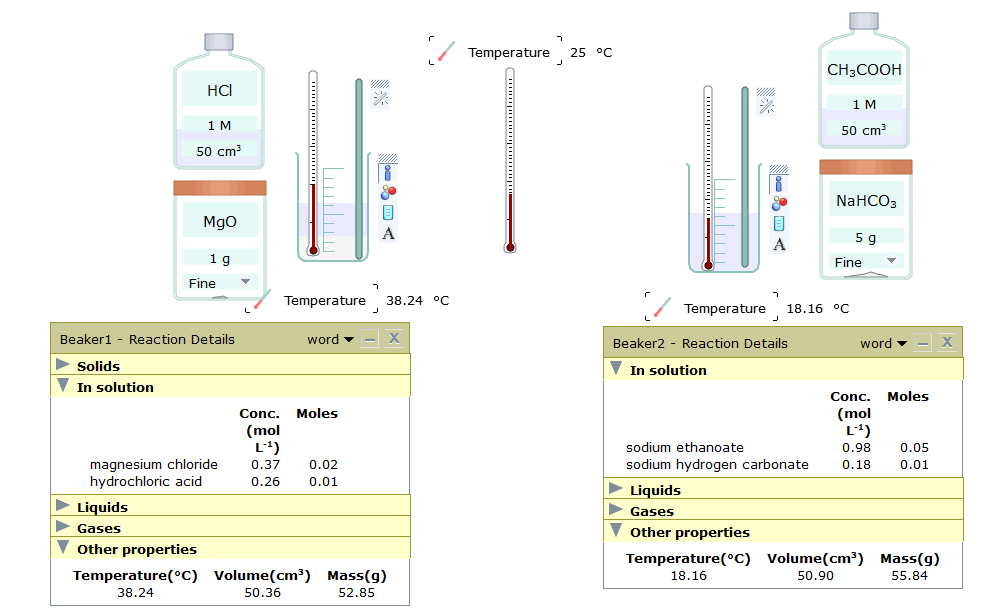 HCl
1 M
50 cm³
MgO
1 g
Fine
A
Temperature 38.24 °C
Temperature 25 °C
CH₃COOH
1 M
50 cm³
NaHCO₃
5 g
Fine
A
Temperature 18.16 °C
Beaker1 - Reaction Details word
Solids
In solution
Conc. Moles
(mol
L⁻¹)
magnesium chloride 0.37 0.02
hydrochloric acid 0.26 0.01
Liquids
Gases
Other properties
Temperature(°C) Volume(cm³) Mass(g)
38.24 50.36 52.85
Beaker2 - Reaction Details word
In solution
Conc. Moles
(mol
L⁻¹)
sodium ethanoate 0.98 0.05
sodium hydrogen carbonate 0.18 0.01
Liquids
Gases
Other properties
Temperature(°C) Volume(cm³) Mass(g)
18.16 50.90 55.84